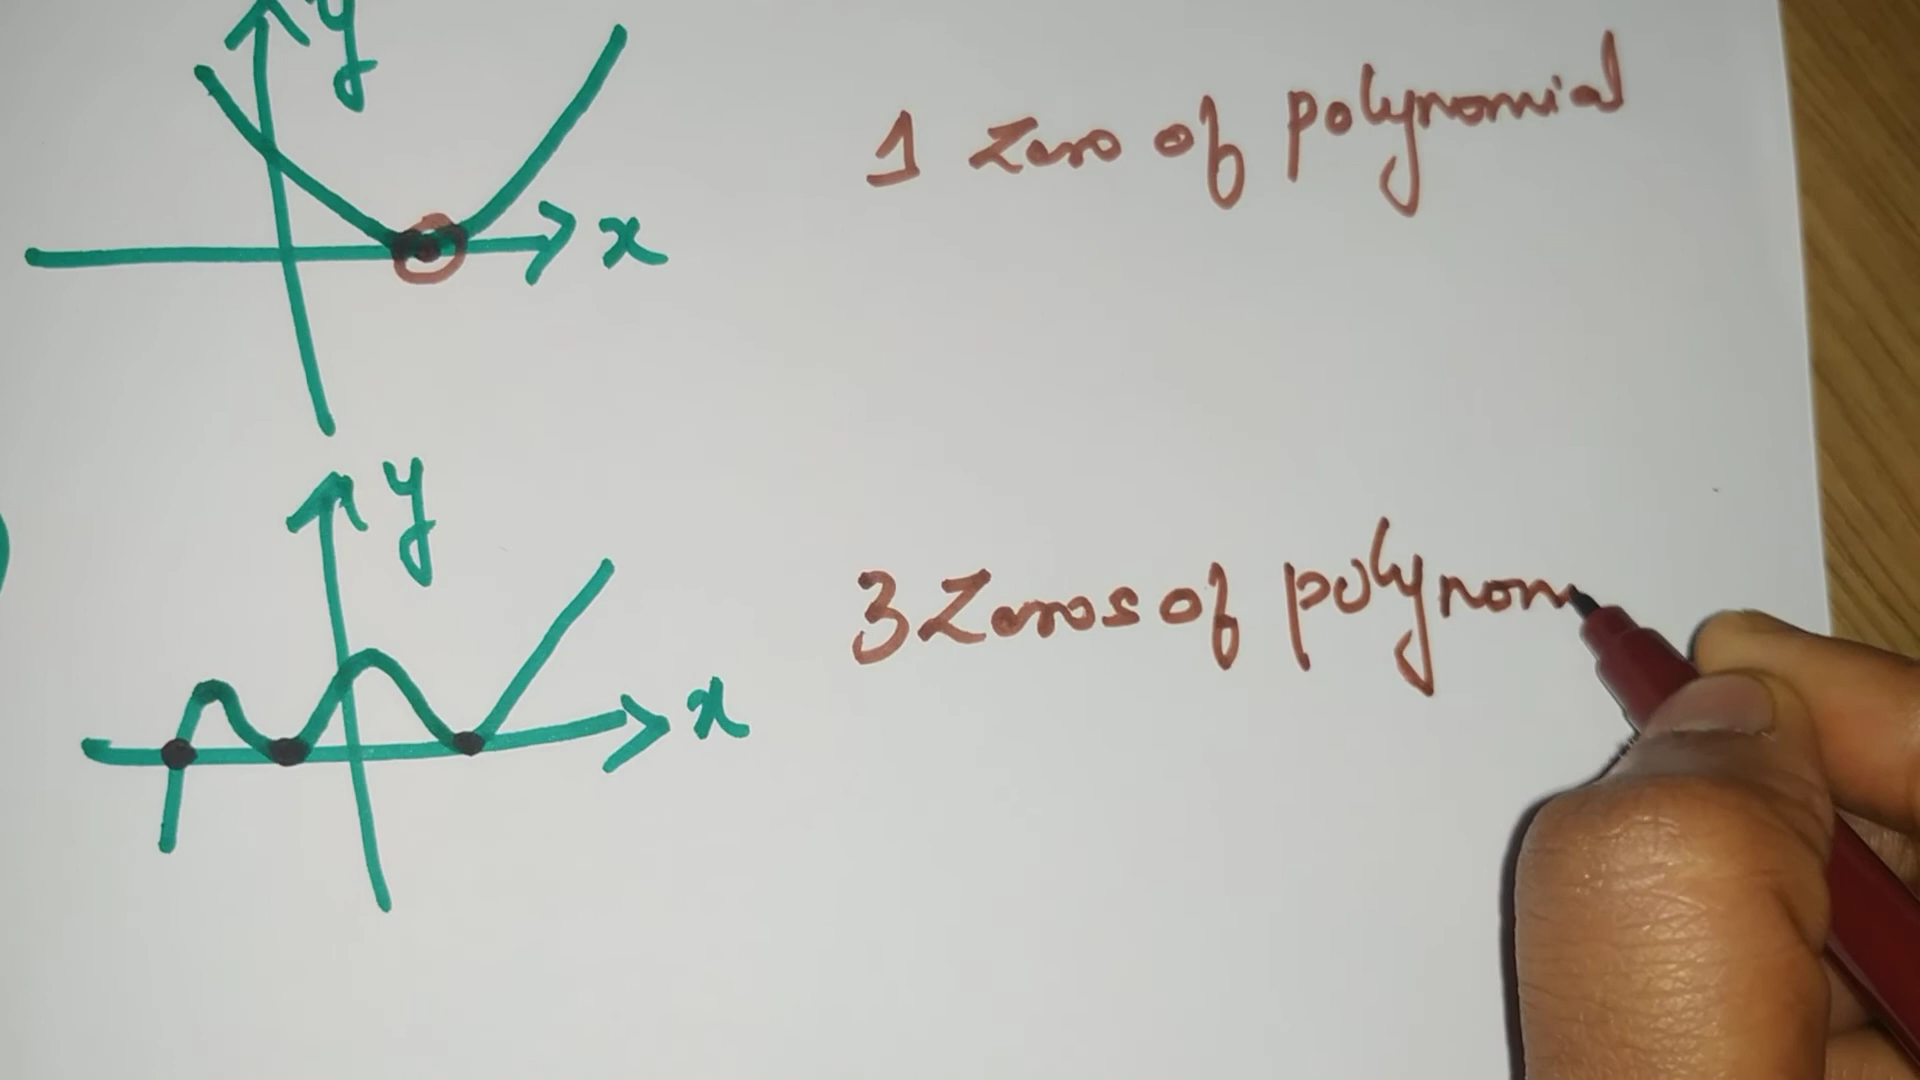 y
1 Zero of polynomial
x
y
3 Zeros of polynom
x